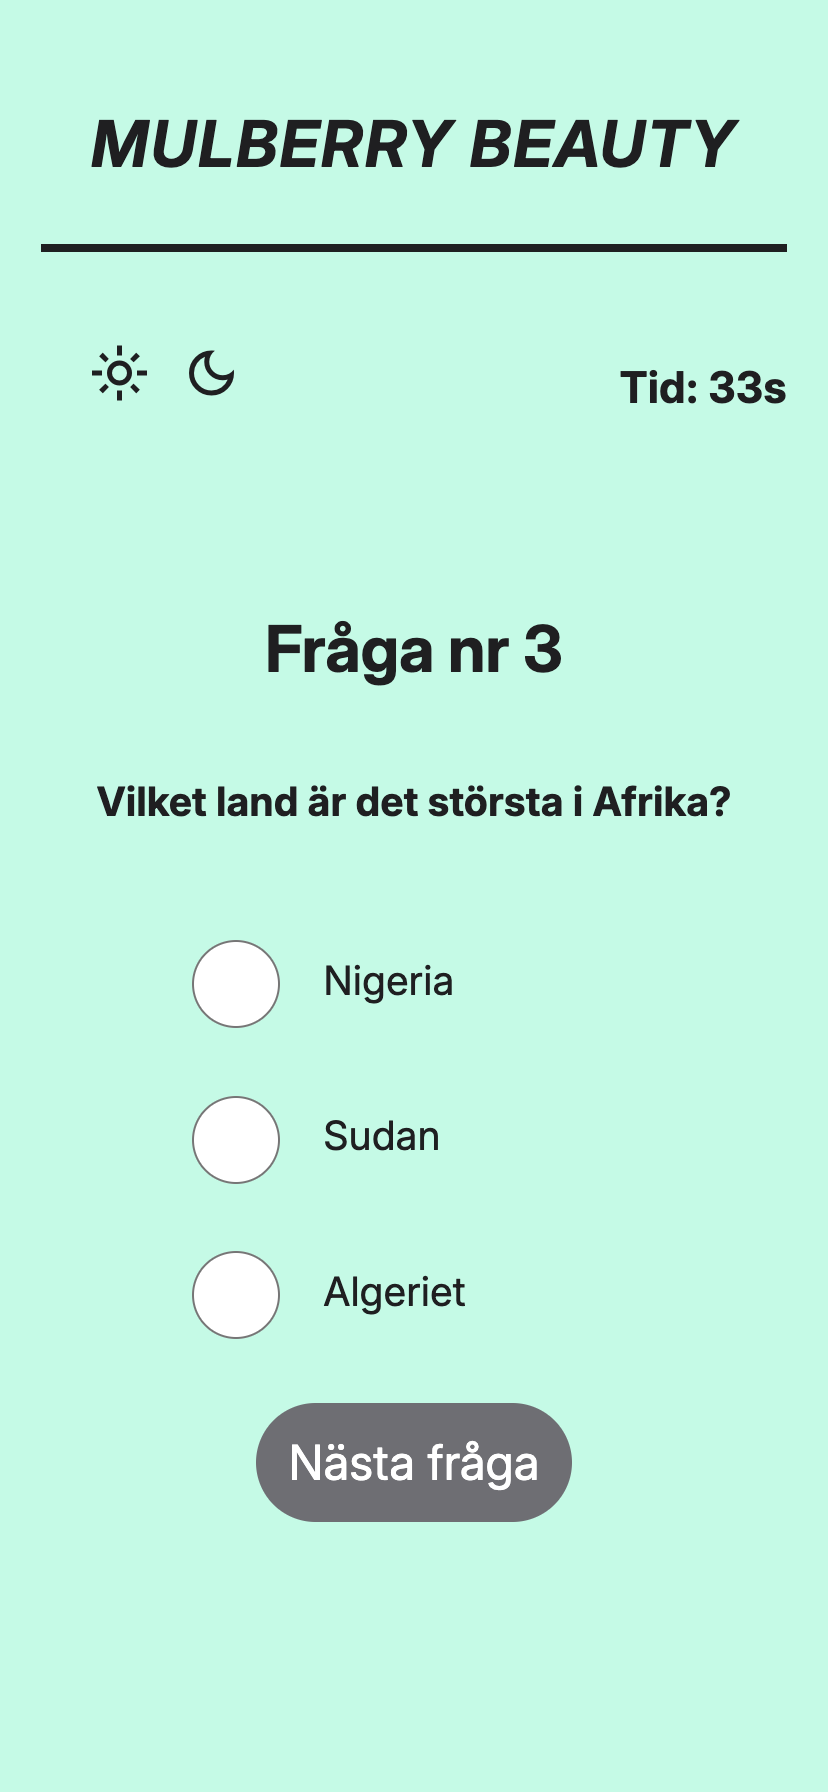 MULBERRY BEAUTY
Tid: 33s
Fråga nr 3
Vilket land är det största i Afrika?
Nigeria
Sudan
Algeriet
Nästa fråga